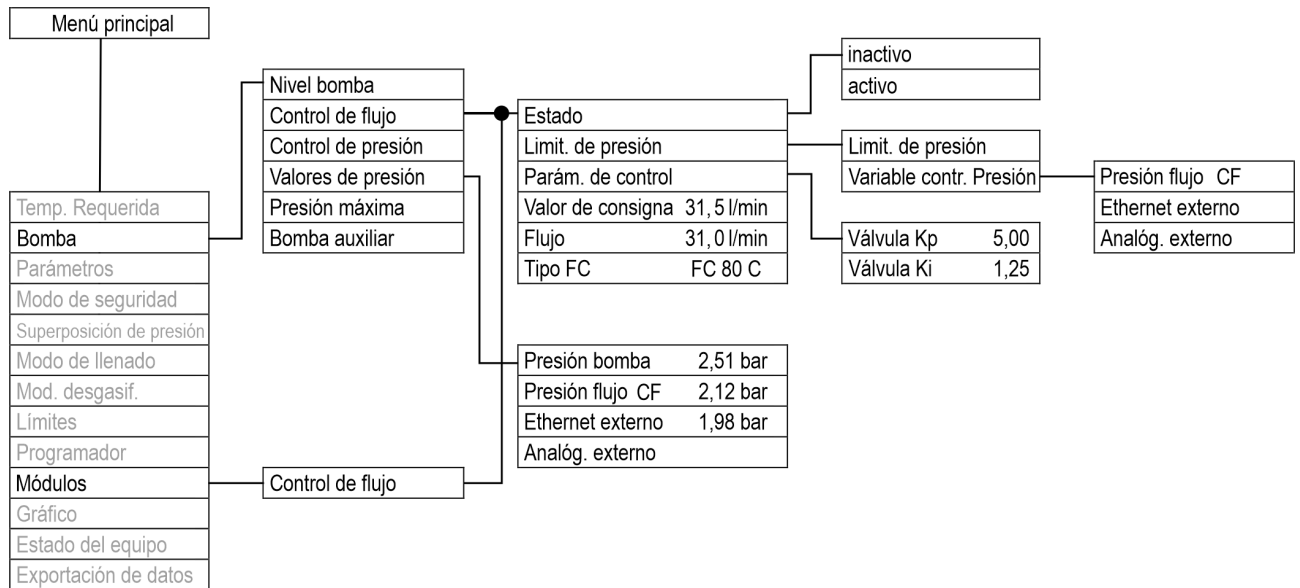 Menú principal
Temp. Requerida
Bomba
Parámetros
Modo de seguridad
Superposición de presión
Modo de llenado
Mod. desgasif.
Límites
Programador
Módulos
Gráfico
Estado del equipo
Exportación de datos
Nivel bomba
Control de flujo
Control de presión
Valores de presión
Presión máxima
Bomba auxiliar
Control de flujo
Estado
Limit. de presión
Parám. de control
Valor de consigna 31,5 l/min
Flujo 31,0 l/min
Tipo FC FC 80 C
Presión bomba 2,51 bar
Presión flujo CF 2,12 bar
Ethernet externo 1,98 bar
Analóg. externo
inactivo
activo
Limit. de presión
Variable contr. Presión
Válvula Kp 5,00
Válvula Ki 1,25
Presión flujo CF
Ethernet externo
Analóg. externo